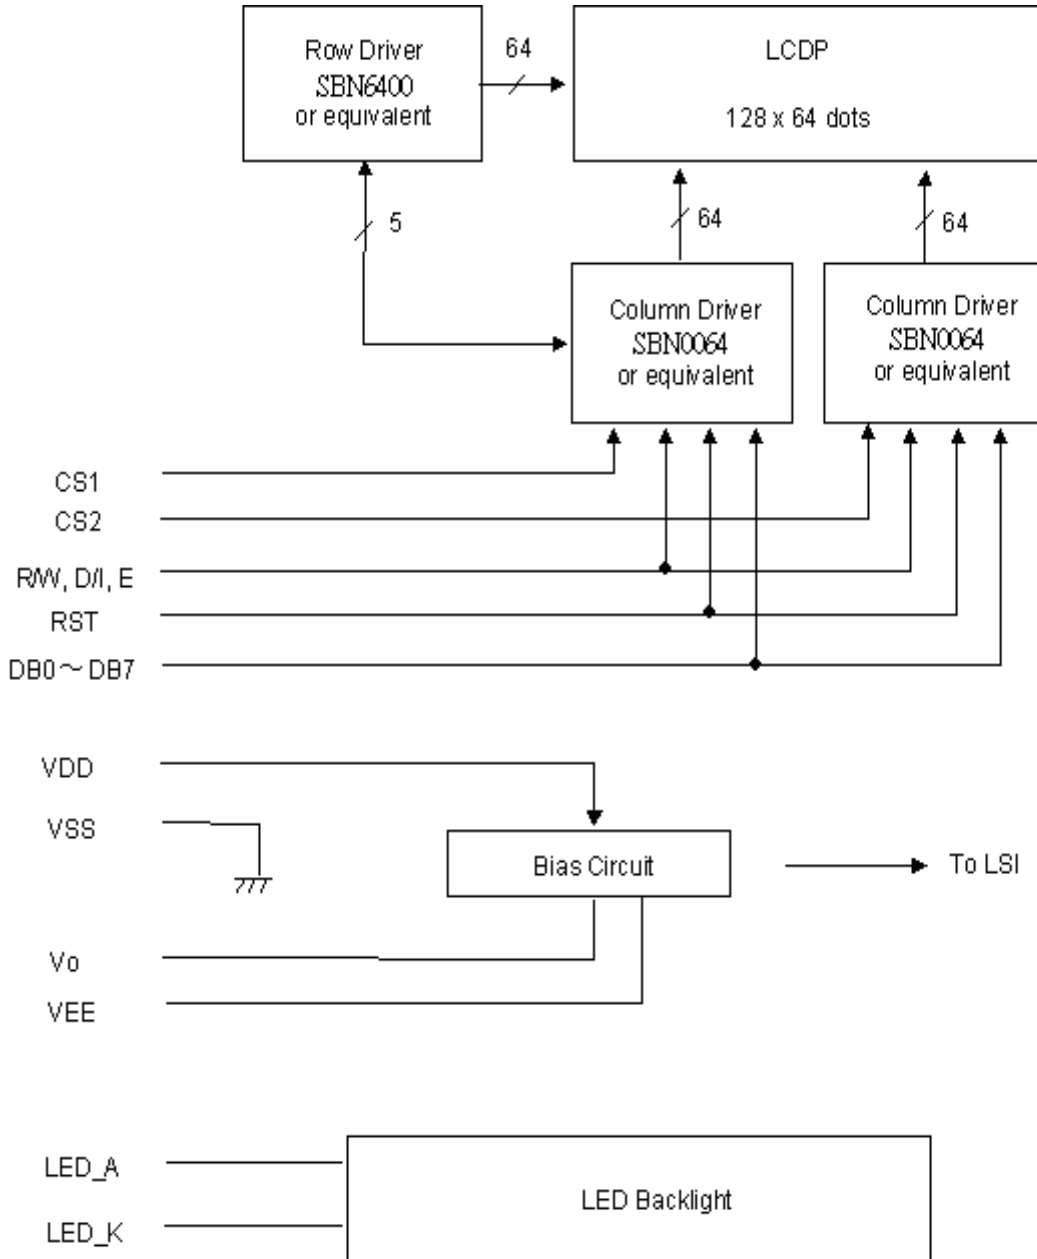 Row Driver
SBN6400
or equivalent
64
LCDP
128 x 64 dots
5
64
64
Column Driver
SBN0064
or equivalent
Column Driver
SBN0064
or equivalent
CS1
CS2
R/W, D/I, E
RST
DB0～DB7
VDD
VSS
Bias Circuit
To LSI
Vo
VEE
LED_A
LED Backlight
LED_K